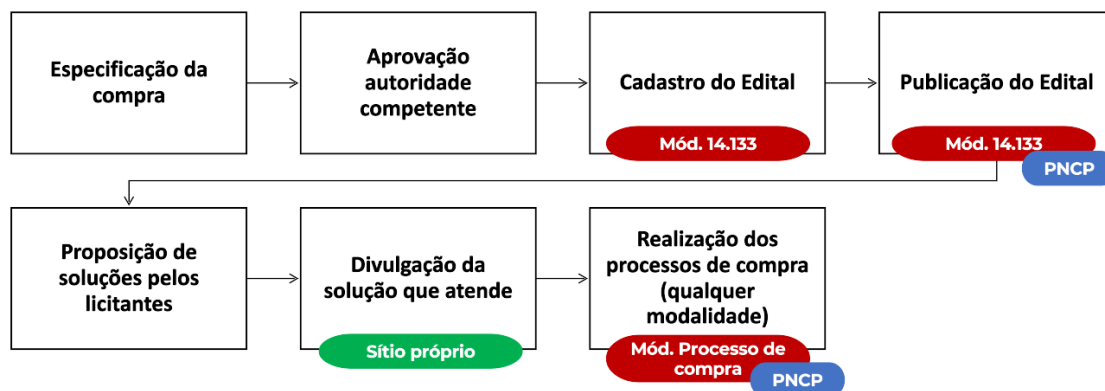 Especificação da
compra
Aprovação
autoridade
competente
Cadastro do Edital
Mód. 14.133
Publicação do Edital
Mód. 14.133
PNCP
Proposição de
soluções pelos
licitantes
Divulgação da
solução que atende
Sítio próprio
Realização dos
processos de compra
(qualquer
modalidade)
Mód. Processo de
compra
PNCP